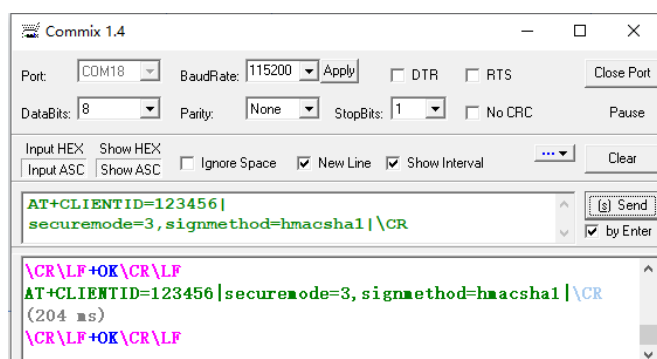 Commix 1.4
Port: COM18 BaudRate: 115200 Apply DTR RTS Close Port
DataBits: 8 Parity: None StopBits: 1 No CRC Pause
Input HEX Show HEX
Input ASC Show ASC Ignore Space New Line Show Interval ... Clear
AT+CLIENTID=123456|
securemode=3,signmethod=hmacsha1|\CR
(s) Send
by Enter
\CR\LF+OK\CR\LF
AT+CLIENTID=123456|securemode=3,signmethod=hmacsha1|\CR
(204 ms)
\CR\LF+OK\CR\LF